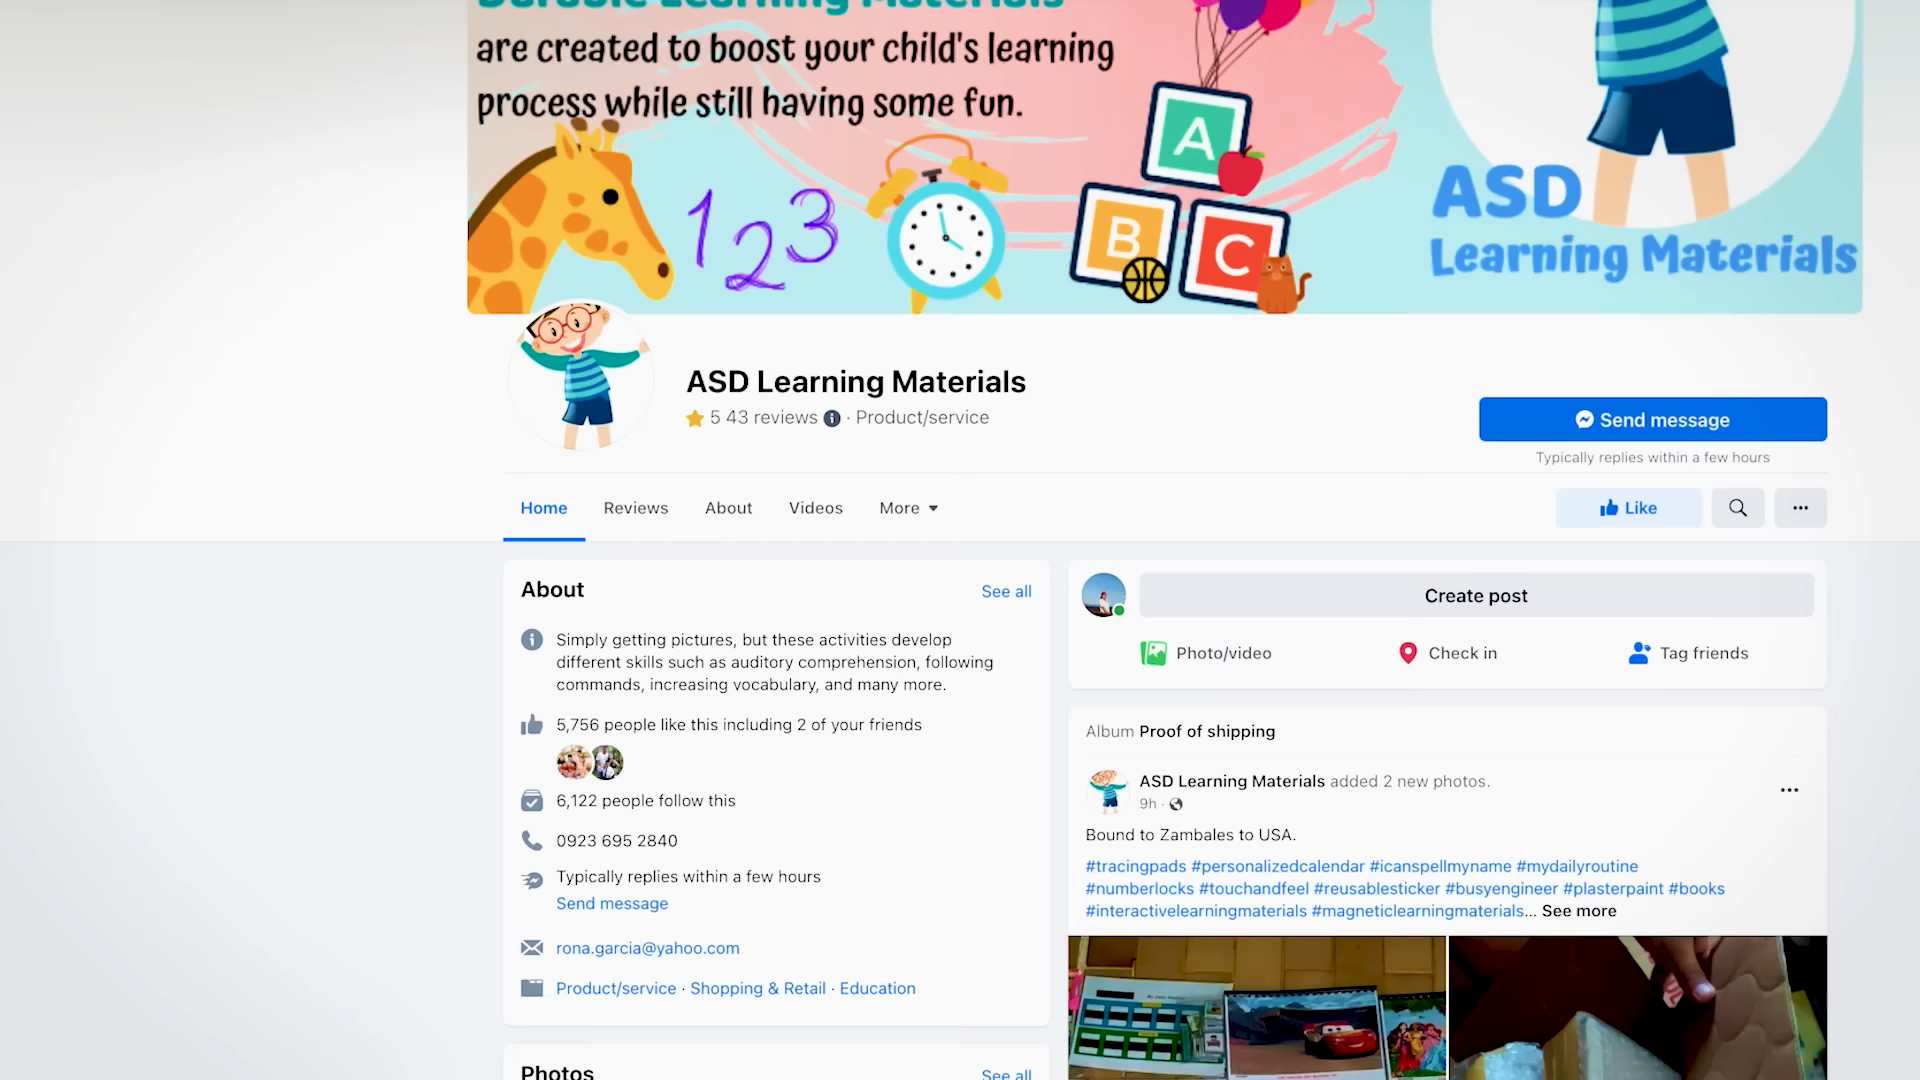 Durable Learning Materials
are created to boost your child's learning
process while still having some fun.
1 2 3
A
B
C
ASD
Learning Materials
ASD Learning Materials
5 43 reviews · Product/service
Send message
Typically replies within a few hours
Home Reviews About Videos More
Like
About
See all
Simply getting pictures, but these activities develop
different skills such as auditory comprehension, following
commands, increasing vocabulary, and many more.
5,756 people like this including 2 of your friends
6,122 people follow this
0923 695 2840
Typically replies within a few hours
Send message
rona.garcia@yahoo.com
Product/service · Shopping & Retail · Education
Photos
See all
Create post
Photo/video
Check in
Tag friends
Album Proof of shipping
ASD Learning Materials added 2 new photos.
9h ·
Bound to Zambales to USA.
#tracingpads #personalizedcalendar #icanspellmyname #mydailyroutine
#numberlocks #touchandfeel #reusablesticker #busyengineer #plasterpaint #books
#interactivelearningmaterials #magneticlearningmaterials... See more